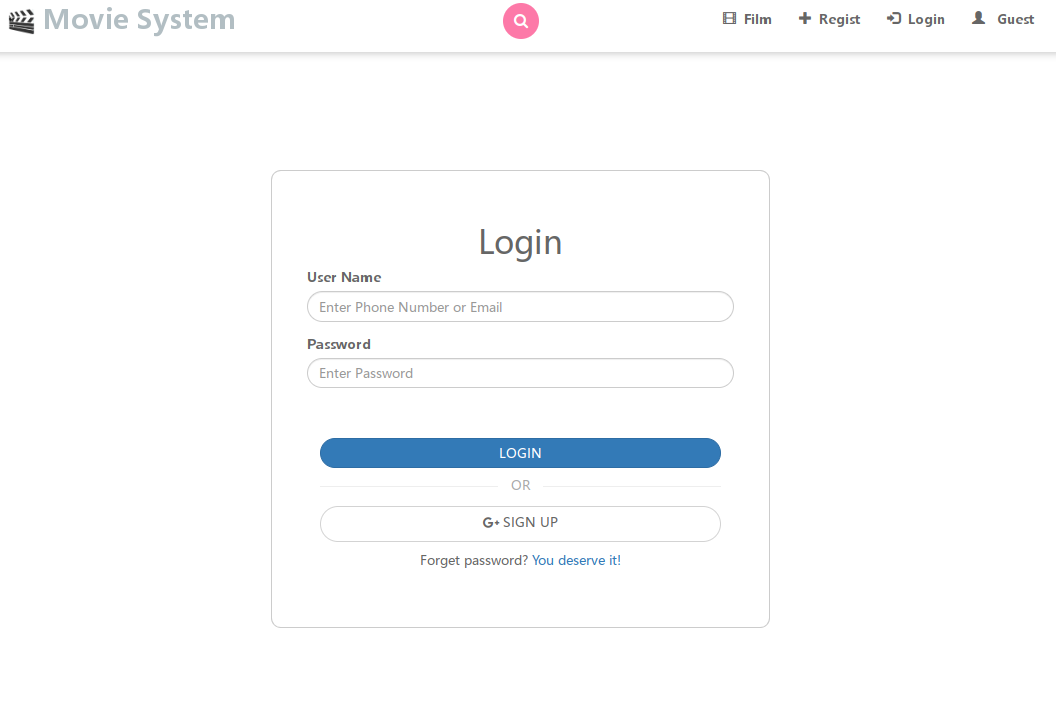 Movie System
Film Regist Login Guest
Login
User Name
Enter Phone Number or Email
Password
Enter Password
LOGIN
OR
G+ SIGN UP
Forget password? You deserve it!